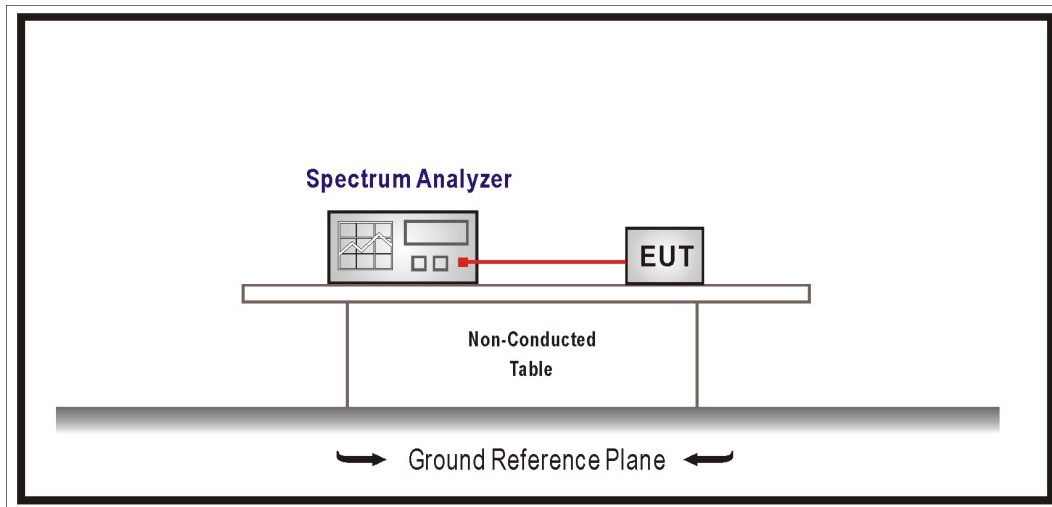 Spectrum Analyzer
EUT
Non-Conducted
Table
Ground Reference Plane